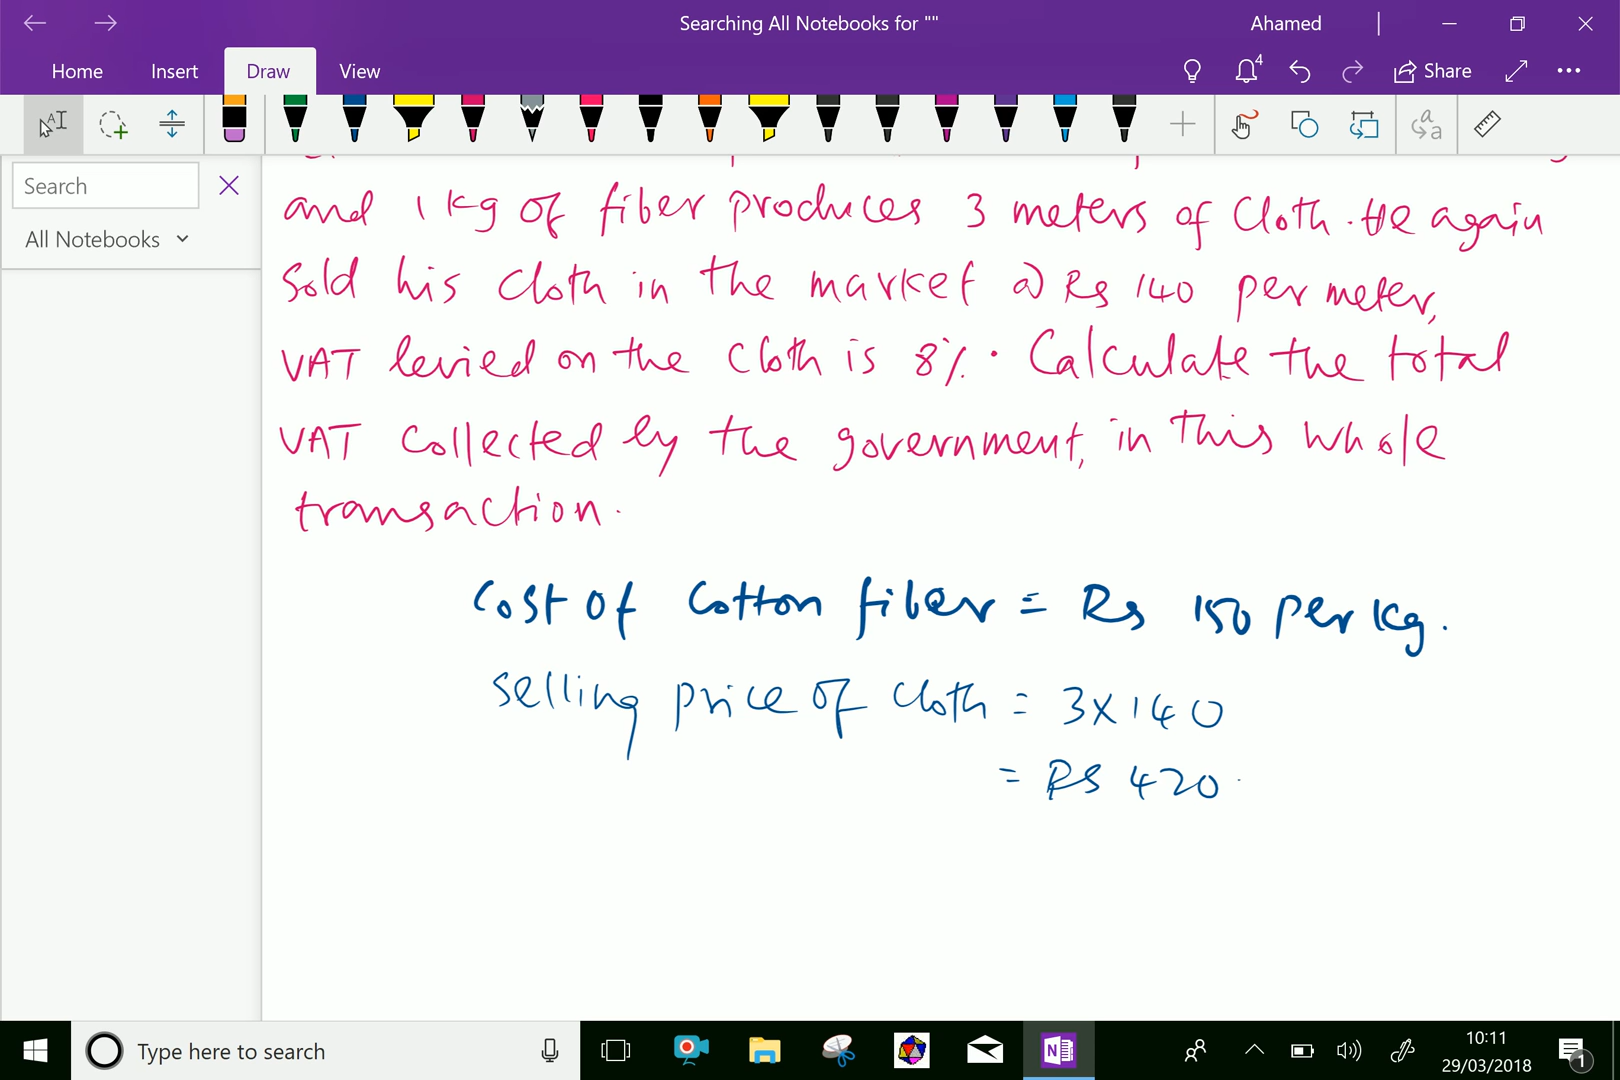 Searching All Notebooks for ""
Ahamed
Home Insert Draw View
4
Share
Search
All Notebooks
and 1 kg of fiber produces 3 meters of cloth. He again
sold his cloth in the market @ Rs 140 per meter,
VAT levied on the cloth is 8%. Calculate the total
VAT collected by the government, in this whole
transaction.
Cost of Cotton fiber = Rs 150 per kg.
Selling price of cloth = 3 x 140
= Rs 420.
Type here to search
10:11
29/03/2018
1